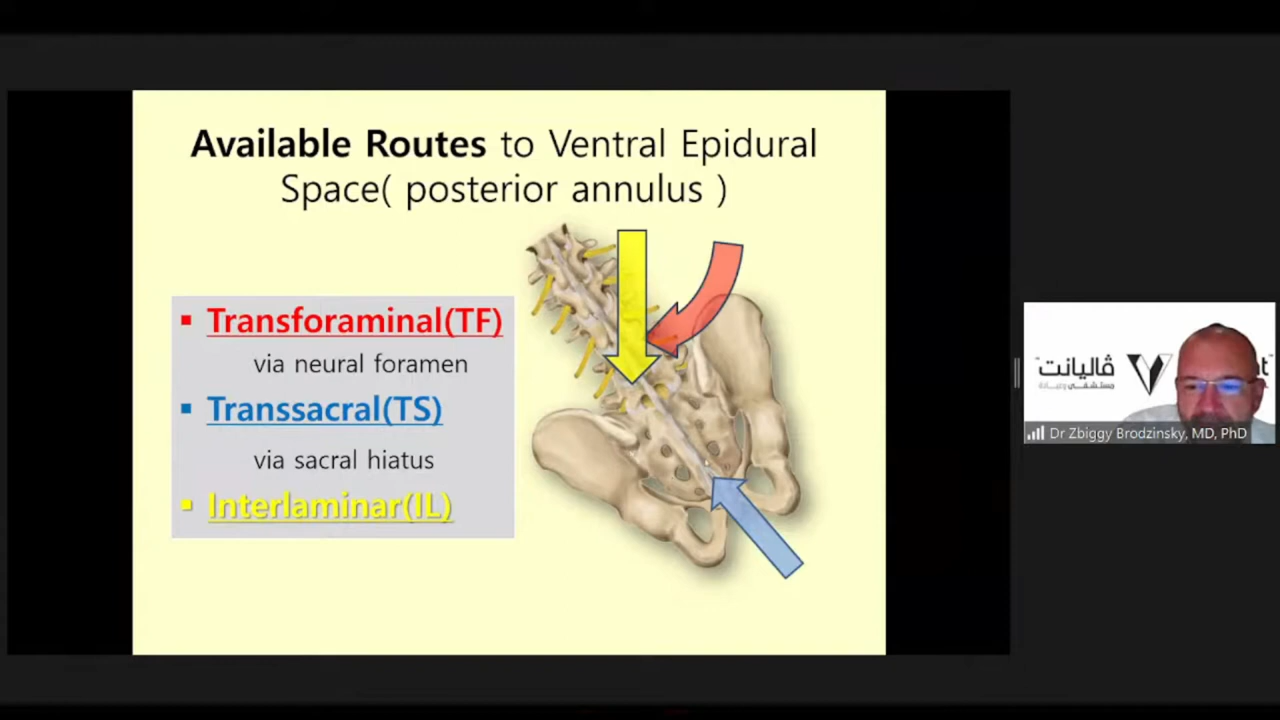 Available Routes to Ventral Epidural
Space( posterior annulus )
▪ Transforaminal(TF)
via neural foramen
▪ Transsacral(TS)
via sacral hiatus
▪ Interlaminar(IL)
ڤاليانت
Dr Zbiggy Brodzinsky, MD, PhD